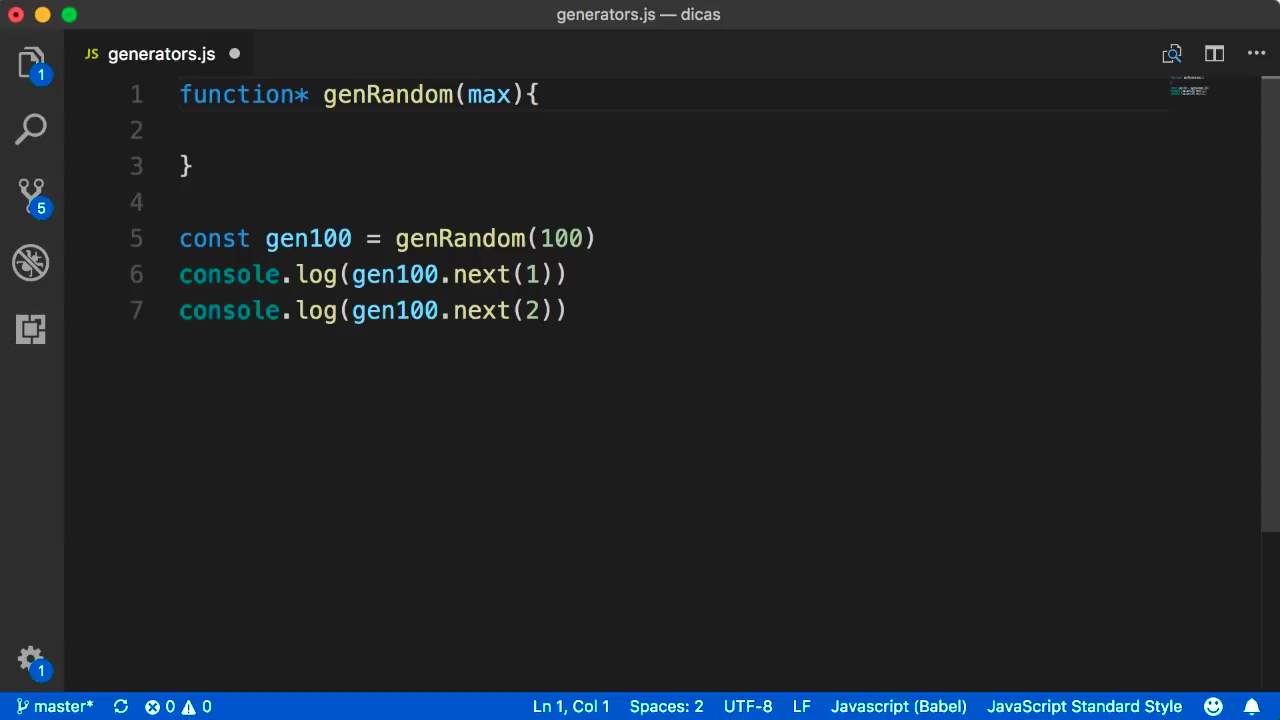 generators.js — dicas
JS generators.js
1
1 function* genRandom(max){
2
3 }
4
5 const gen100 = genRandom(100)
6 console.log(gen100.next(1))
7 console.log(gen100.next(2))
5
1
master* 0 0 Ln 1, Col 1 Spaces: 2 UTF-8 LF Javascript (Babel) JavaScript Standard Style